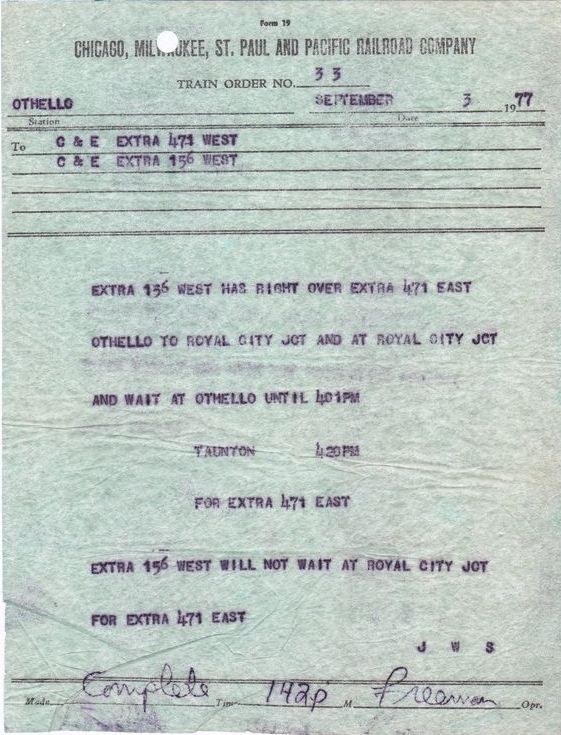 Form 19
CHICAGO, MILWAUKEE, ST. PAUL AND PACIFIC RAILROAD COMPANY
TRAIN ORDER NO. 33
OTHELLO SEPTEMBER 3 1977
Station Date
To C & E EXTRA 471 WEST
C & E EXTRA 156 WEST
EXTRA 156 WEST HAS RIGHT OVER EXTRA 471 EAST
OTHELLO TO ROYAL CITY JCT AND AT ROYAL CITY JCT
AND WAIT AT OTHELLO UNTIL 401PM
TAUNTON 420PM
FOR EXTRA 471 EAST
EXTRA 156 WEST WILL NOT WAIT AT ROYAL CITY JCT
FOR EXTRA 471 EAST
J W S
Made Complete Time 142p M Freeman Opr.